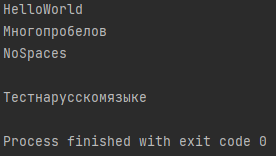 HelloWorld
Многопробелов
NoSpaces

Тестнарусскомязыке

Process finished with exit code 0